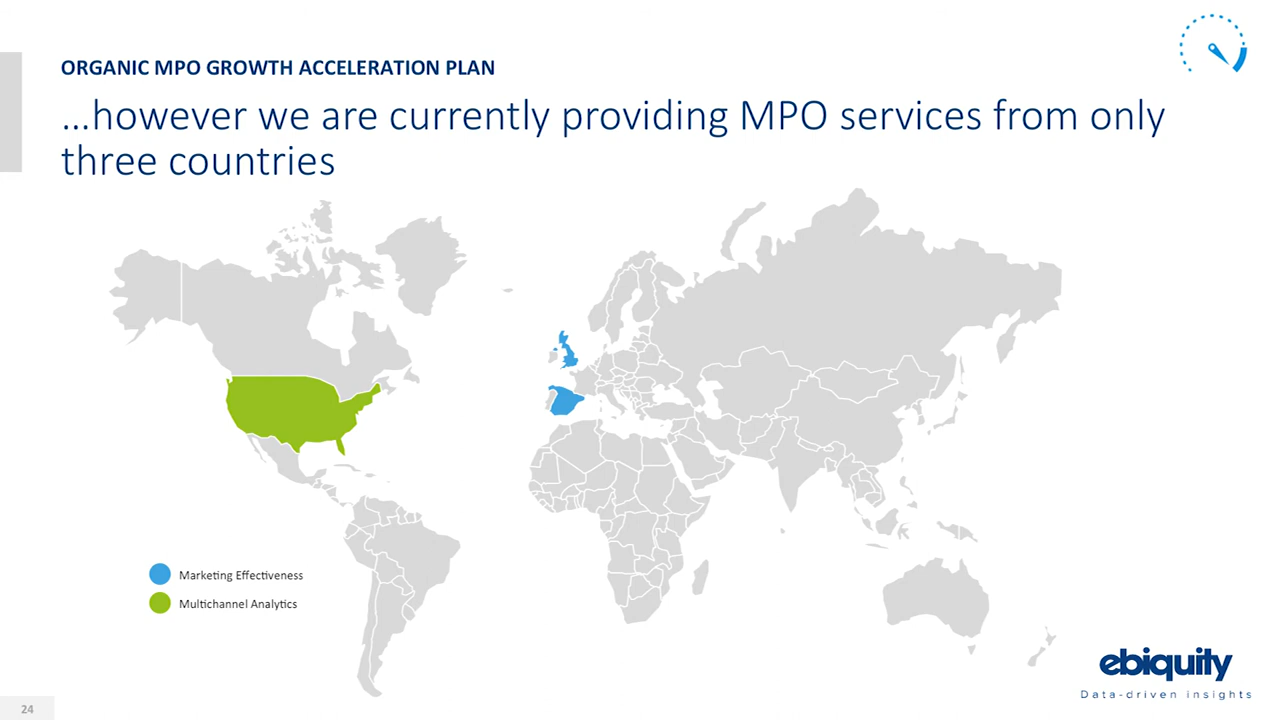 ORGANIC MPO GROWTH ACCELERATION PLAN
...however we are currently providing MPO services from only
three countries
Marketing Effectiveness
Multichannel Analytics
ebiquity
Data-driven insights
24